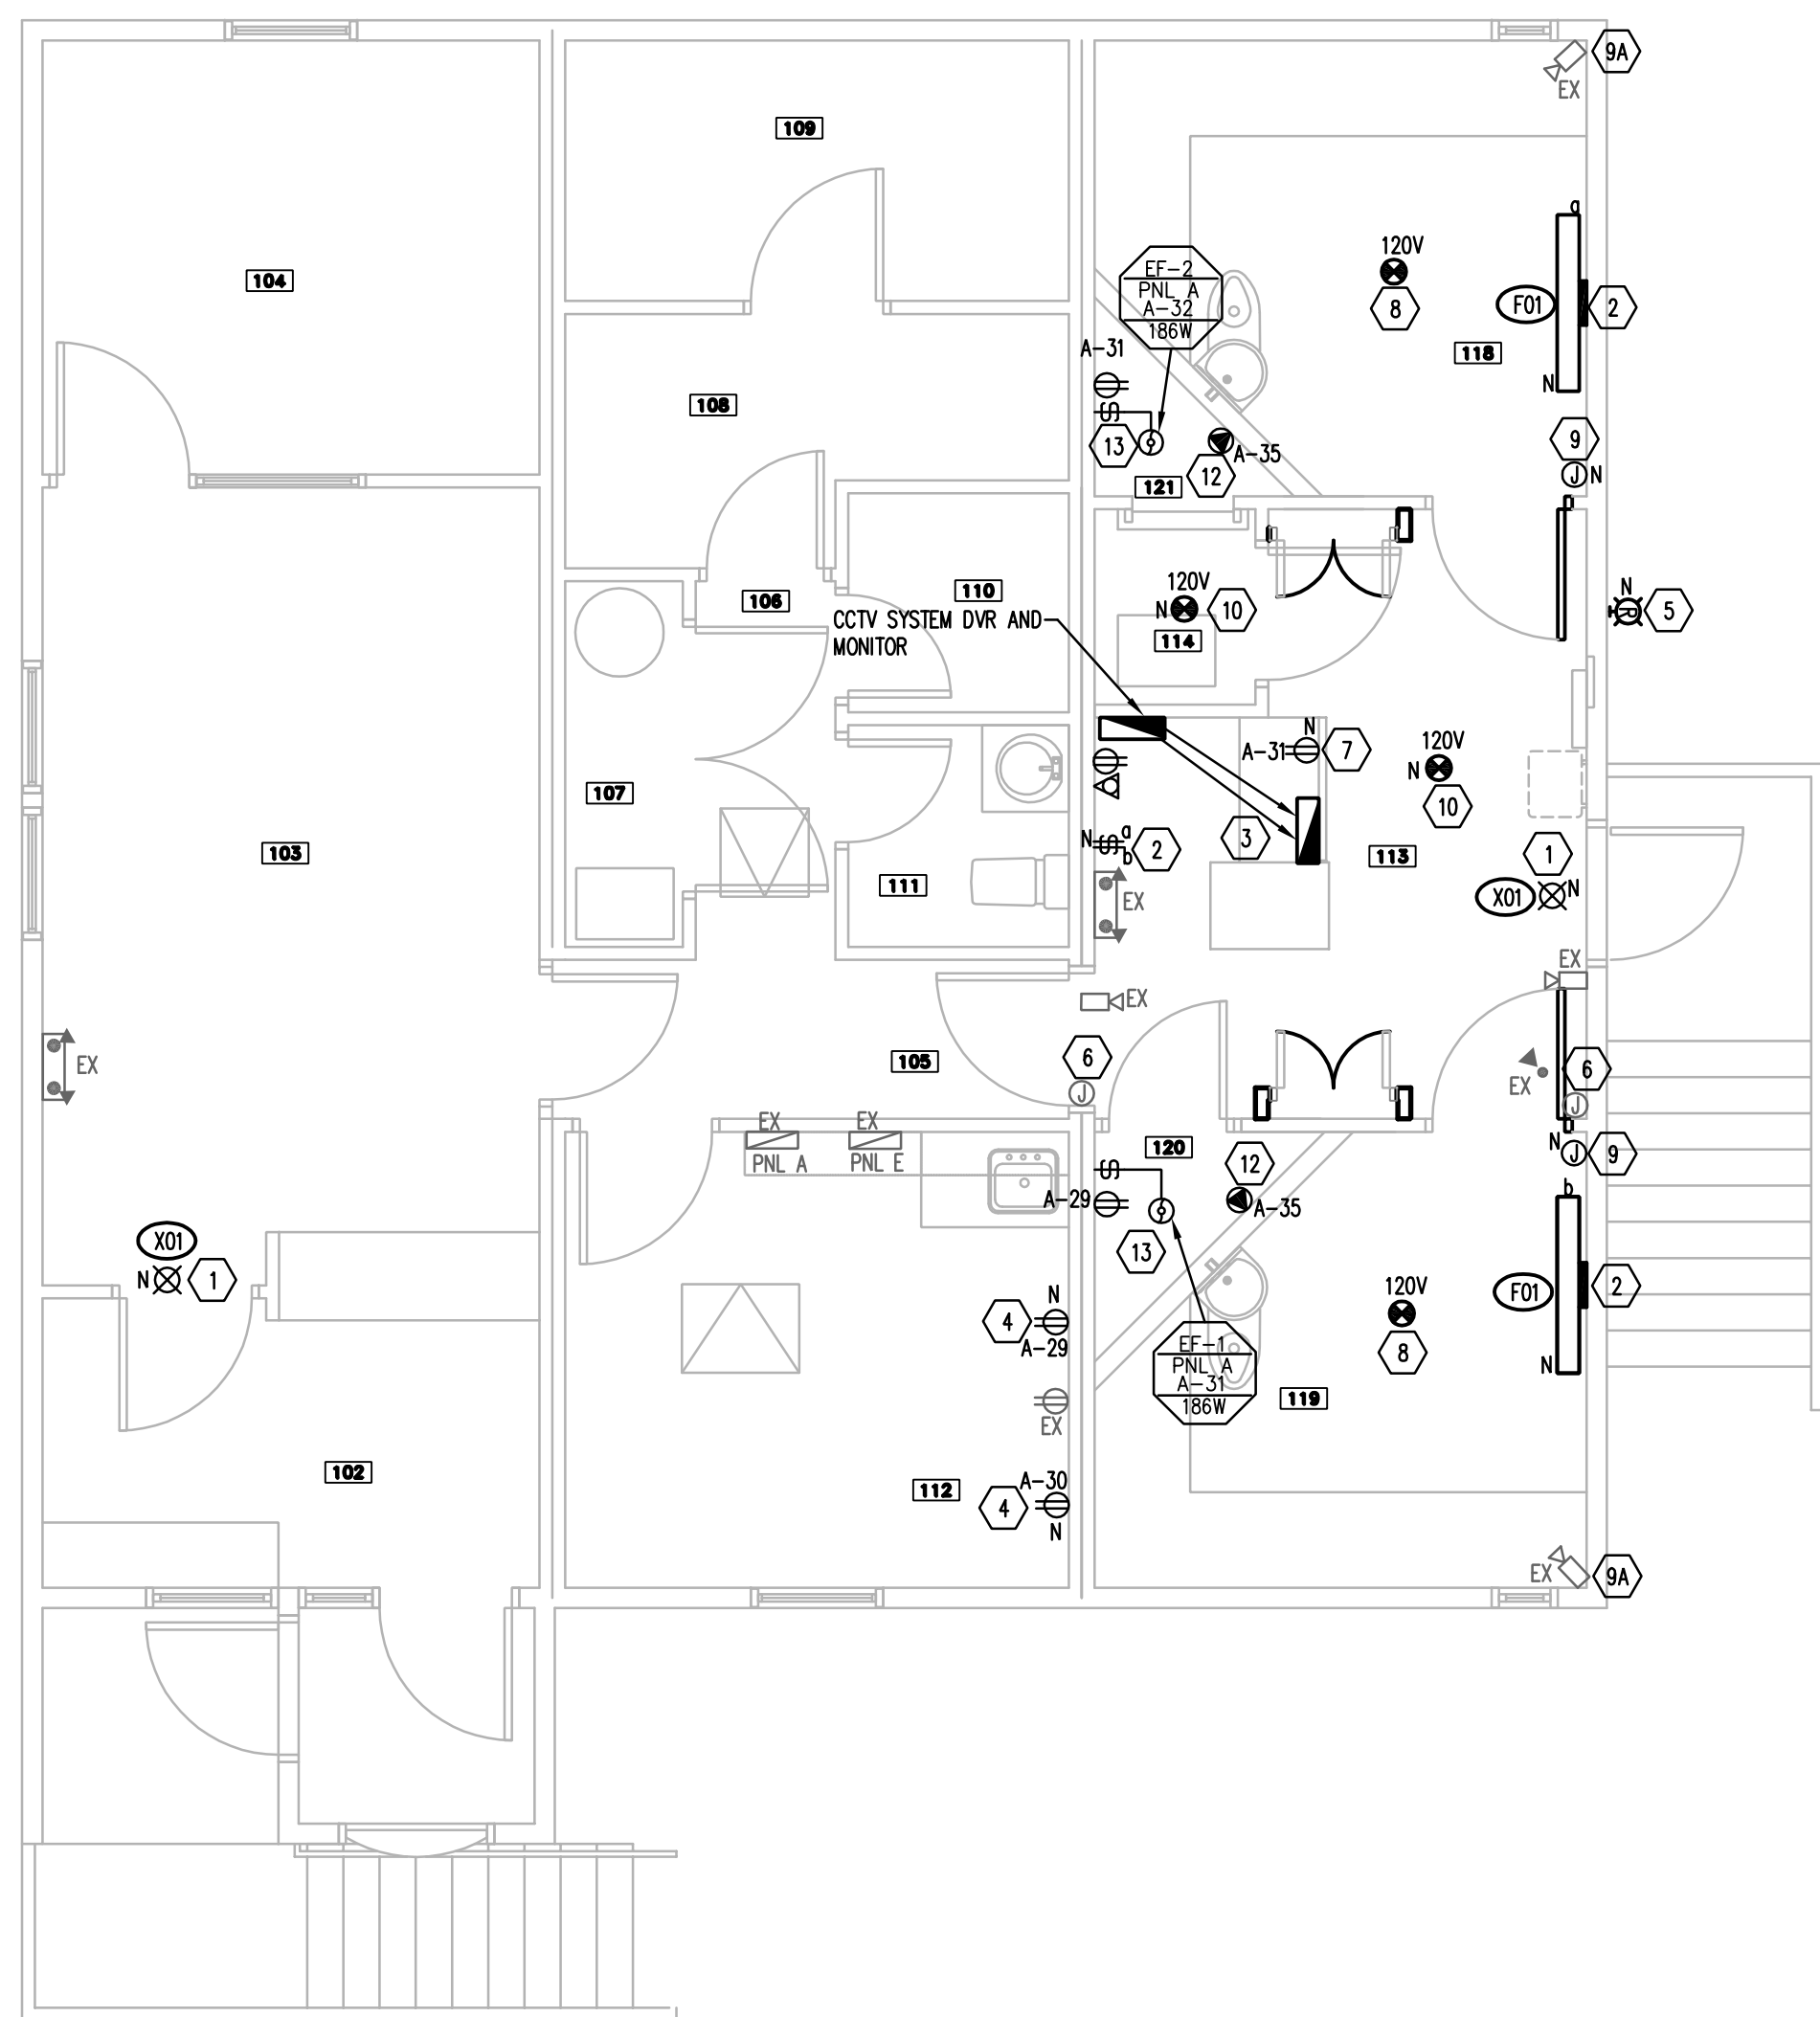 9A
EX
109
a
120V
EF-2
PNL A
A-32
186W
104
8
F01
2
118
A-31
N
108
S
13
12
A-35
9
J
N
121
120V
N
10
110
106
N
R
5
CCTV SYSTEM DVR AND
MONITOR
114
N
A-31
7
120V
N
10
107
N
S
a
b
2
3
103
113
1
111
EX
X01
N
EX
EX
6
105
EX
J
EX
6
J
EX
EX
PNL A
PNL E
120
12
N
J
9
S
A-29
A-35
b
X01
N
1
13
N
4
A-29
120V
F01
2
8
EF-1
PNL A
A-31
186W
N
119
EX
102
112
A-30
4
N
EX
9A